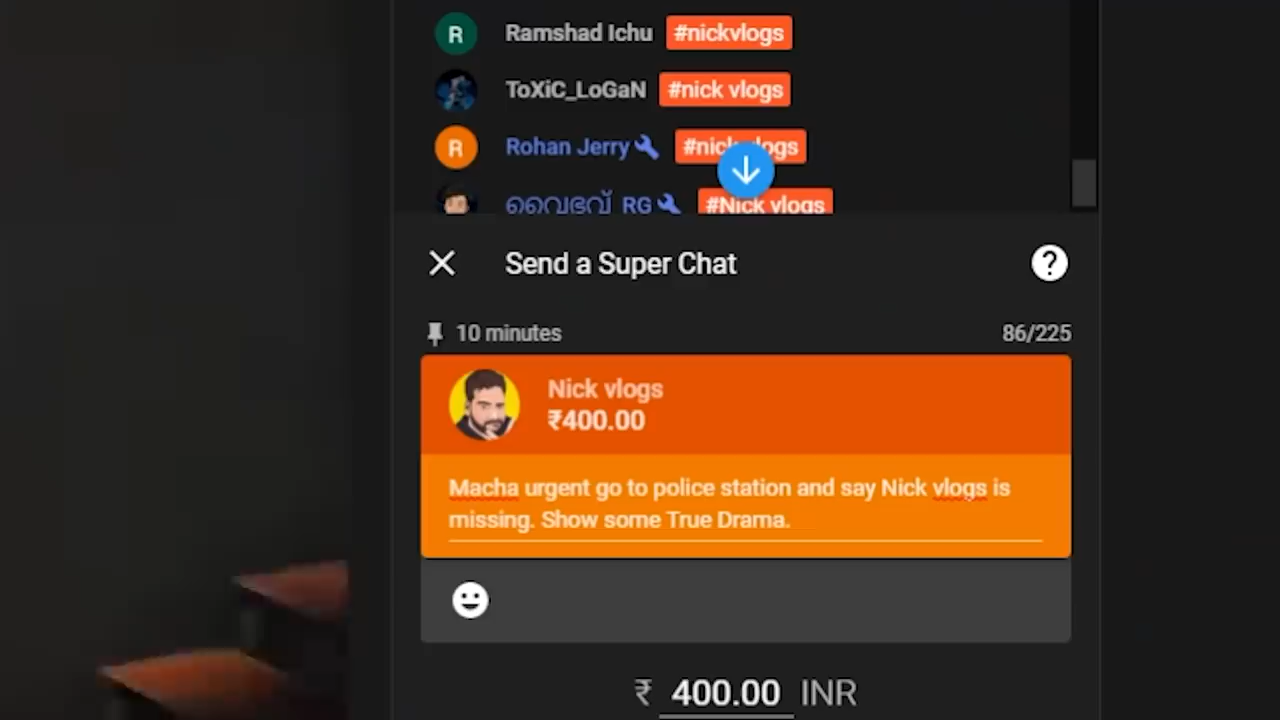 R Ramshad Ichu #nickvlogs
ToXiC_LoGaN #nick vlogs
R Rohan Jerry #nick vlogs
വൈഭവ് RG #Nick vlogs
Send a Super Chat ?
10 minutes 86/225
Nick vlogs
₹400.00
Macha urgent go to police station and say Nick vlogs is
missing. Show some True Drama.
₹ 400.00 INR